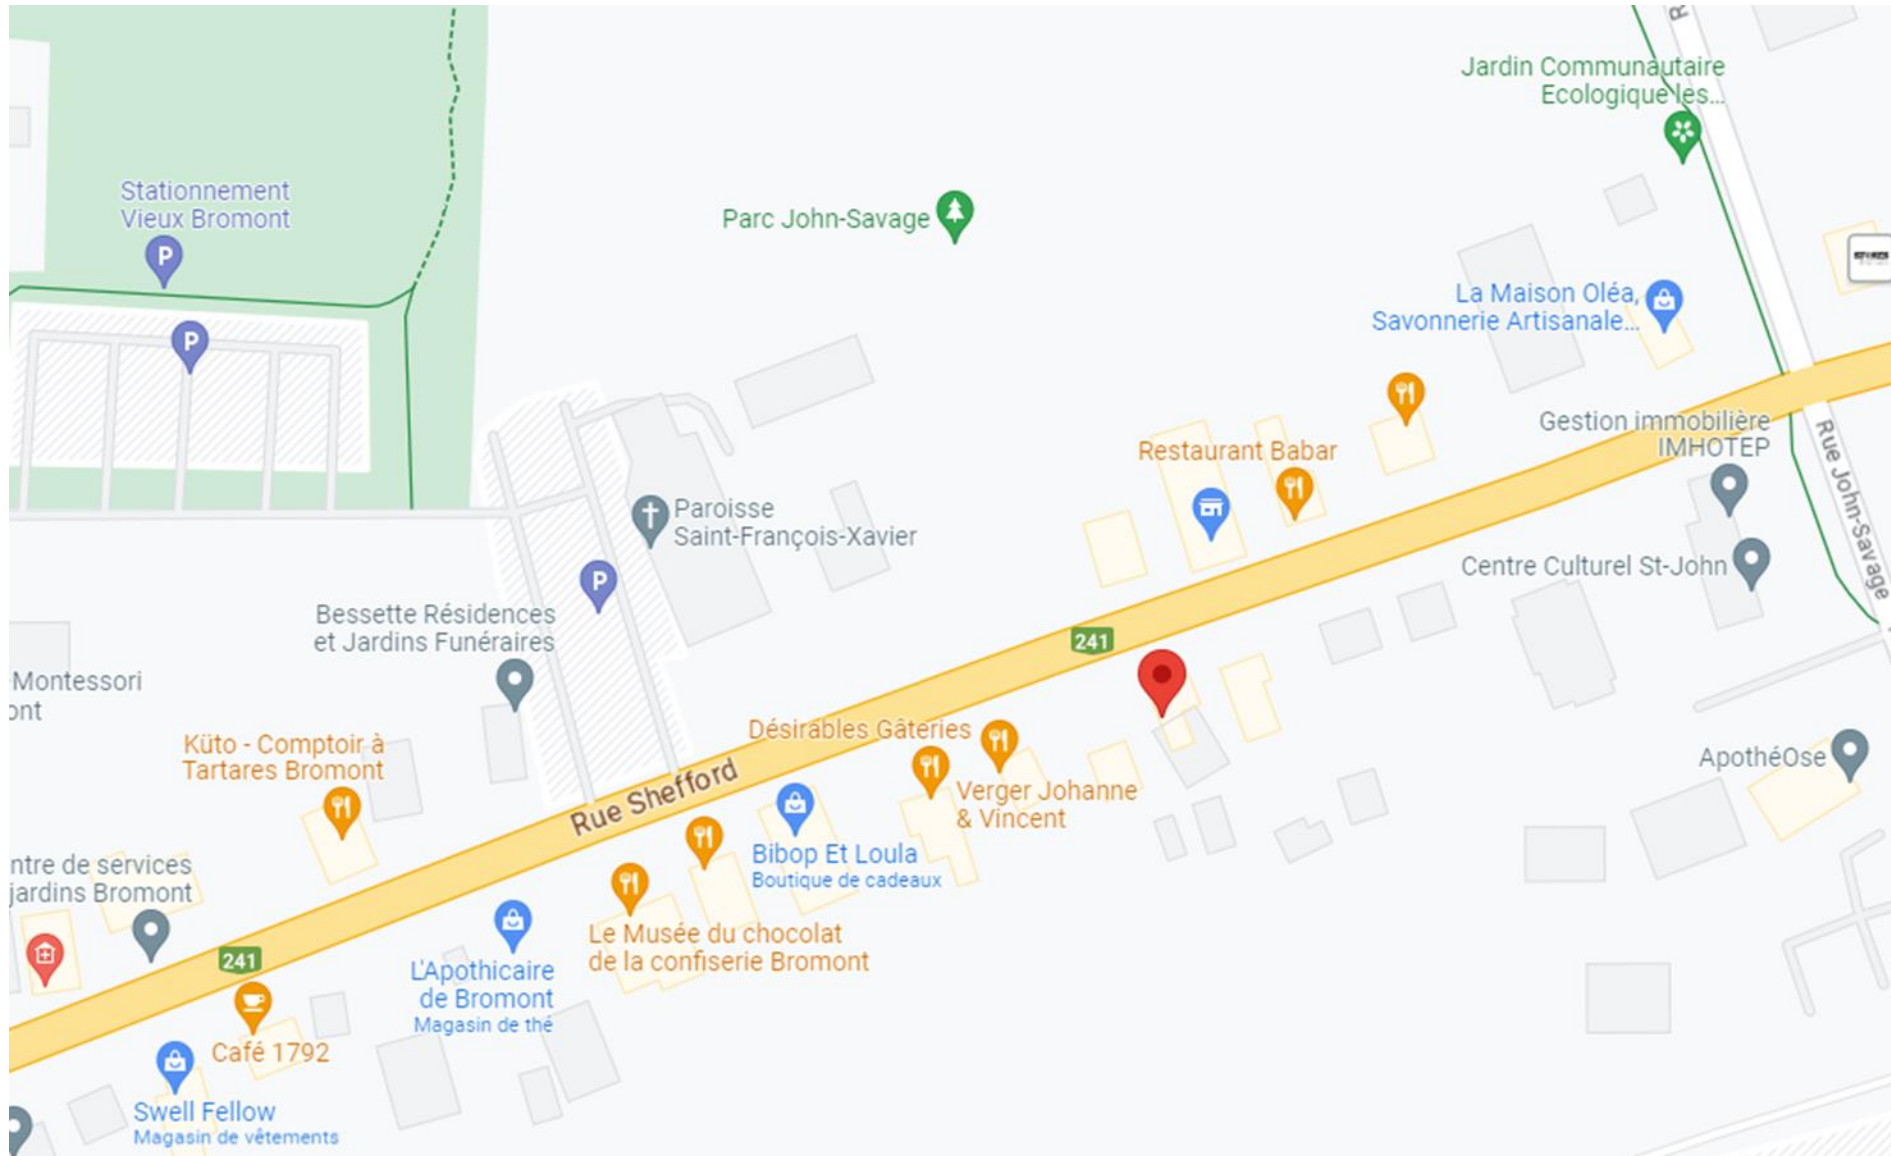 Jardin Communautaire
Ecologique les...
Stationnement
Vieux Bromont
P
Parc John-Savage
La Maison Oléa,
Savonnerie Artisanale...
P
Gestion immobilière
IMHOTEP
Restaurant Babar
Rue John-Savage
Paroisse
Saint-François-Xavier
Centre Culturel St-John
P
Bessette Résidences
et Jardins Funéraires
241
Montessori
ont
Désirables Gâteries
Küto - Comptoir à
Tartares Bromont
ApothéOse
Rue Shefford
Verger Johanne
& Vincent
Bibop Et Loula
Boutique de cadeaux
ntre de services
jardins Bromont
Le Musée du chocolat
de la confiserie Bromont
241
L'Apothicaire
de Bromont
Magasin de thé
Café 1792
Swell Fellow
Magasin de vêtements